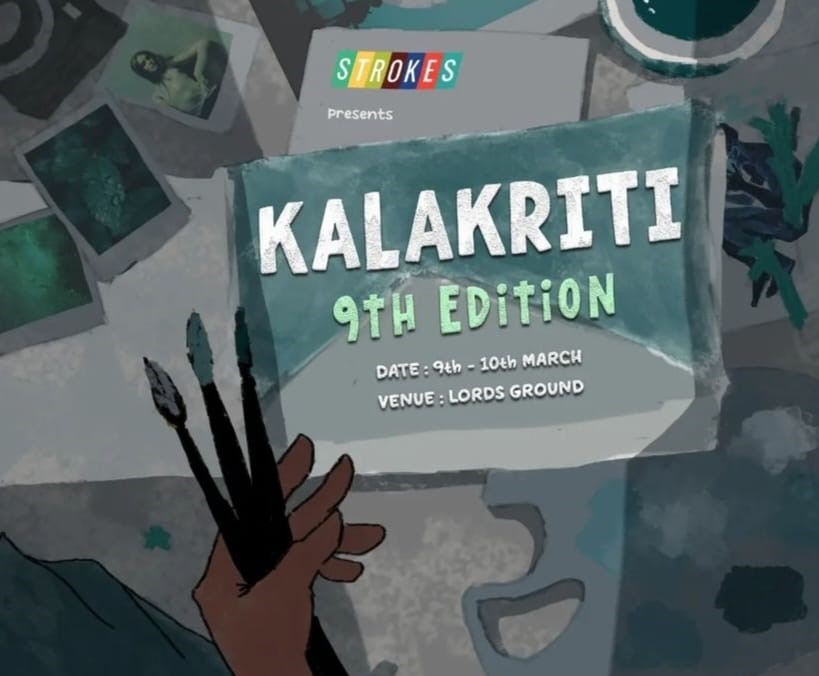 STROKES
presents
KALAKRITI
9th EDiTiON
DATE : 9th - 10th MARCH
VENUE : LORDS GROUND